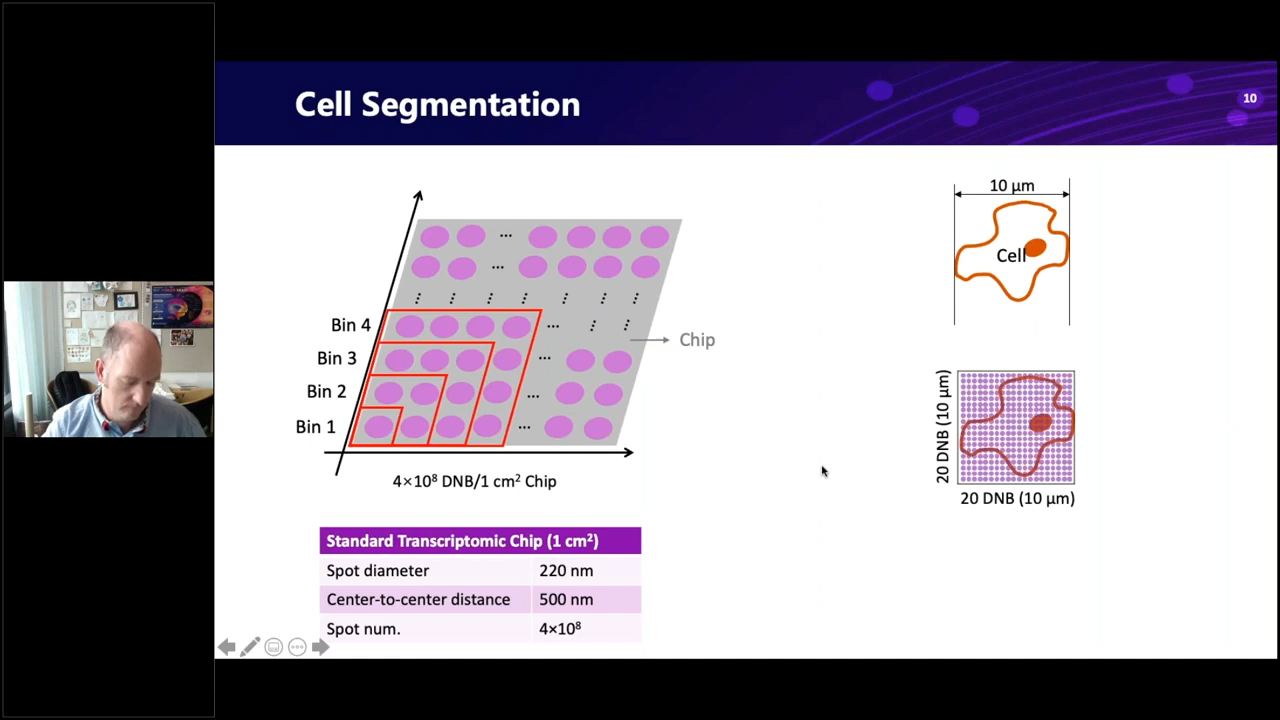 Cell Segmentation
10
Bin 4
Bin 3
Bin 2
Bin 1
...
Chip
4×10⁸ DNB/1 cm² Chip
Standard Transcriptomic Chip (1 cm²)
Spot diameter 220 nm
Center-to-center distance 500 nm
Spot num. 4×10⁸
10 µm
Cell
20 DNB (10 µm)
20 DNB (10 µm)